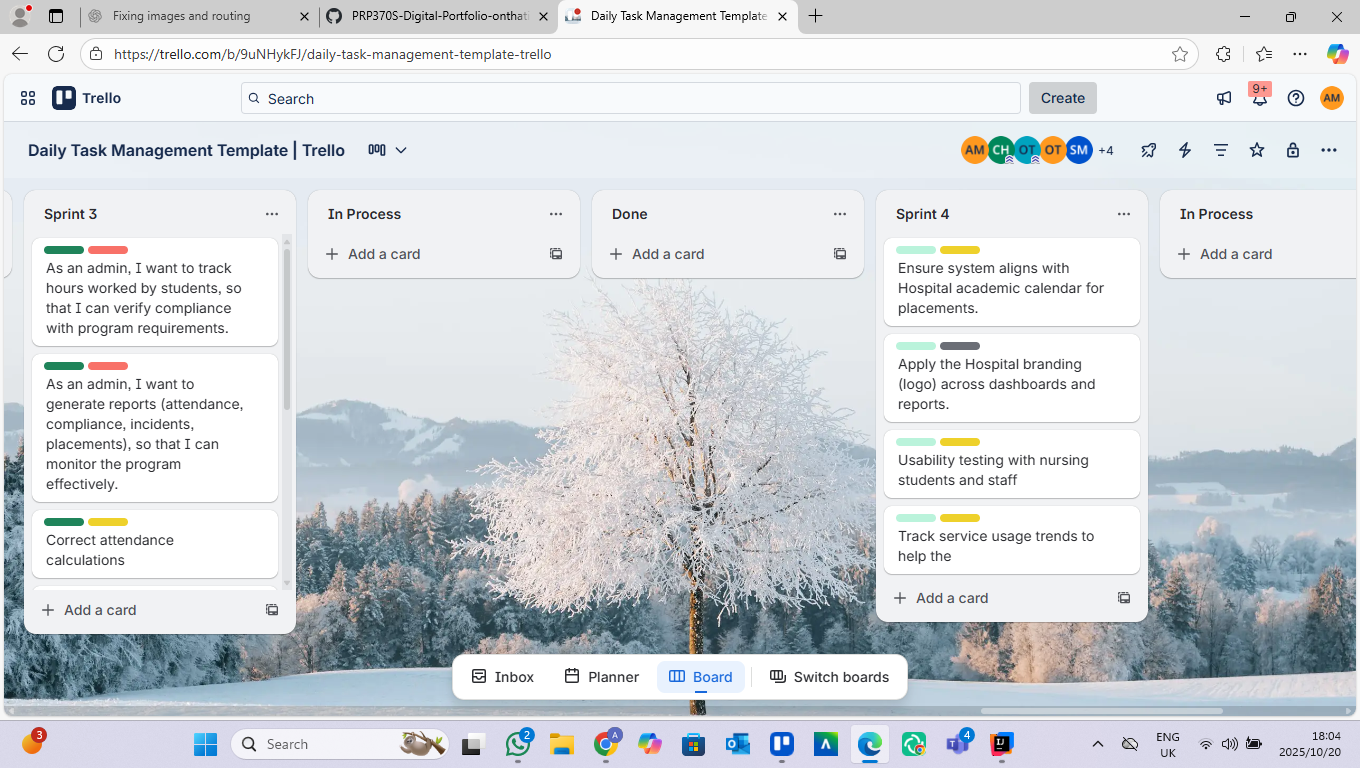 Fixing images and routing
PRP370S-Digital-Portfolio-onthati
Daily Task Management Template
https://trello.com/b/9uNHykFJ/daily-task-management-template-trello
Trello
Search
Create
9+
AM
Daily Task Management Template | Trello
AM
CH
OT
OT
SM
+4
Sprint 3
As an admin, I want to track
hours worked by students, so
that I can verify compliance
with program requirements.
As an admin, I want to
generate reports (attendance,
compliance, incidents,
placements), so that I can
monitor the program
effectively.
Correct attendance
calculations
Add a card
In Process
Add a card
Done
Add a card
Sprint 4
Ensure system aligns with
Hospital academic calendar for
placements.
Apply the Hospital branding
(logo) across dashboards and
reports.
Usability testing with nursing
students and staff
Track service usage trends to
help the
Add a card
In Process
Add a card
Inbox
Planner
Board
Switch boards
3
Search
2
A
4
ENG
UK
18:04
2025/10/20